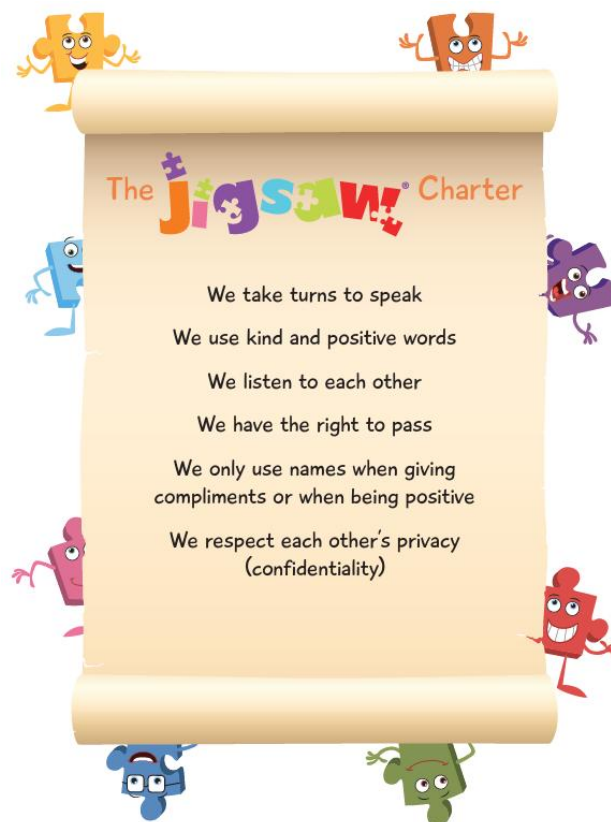 The jigsaw® Charter
We take turns to speak
We use kind and positive words
We listen to each other
We have the right to pass
We only use names when giving
compliments or when being positive
We respect each other's privacy
(confidentiality)